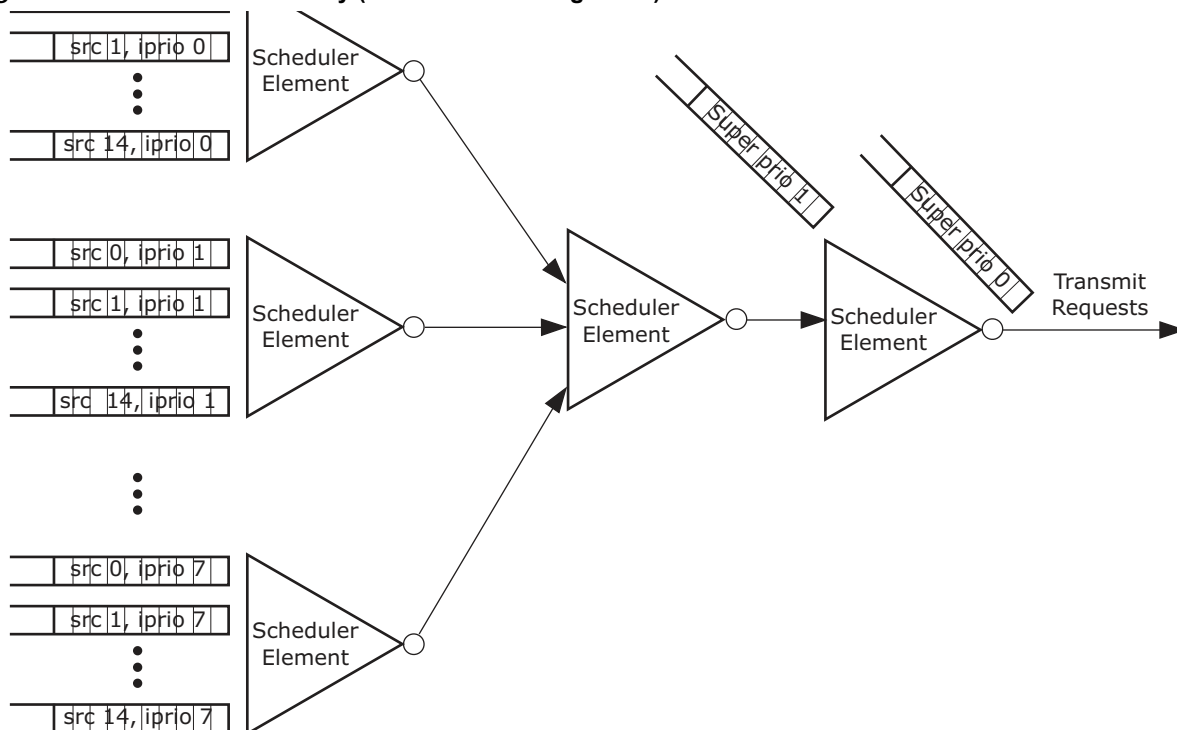 src 1, iprio 0
Scheduler
Element
src 14, iprio 0
Super prio 1
Super prio 0
src 0, iprio 1
src 1, iprio 1
Scheduler
Element
src 14, iprio 1
Scheduler
Element
Scheduler
Element
Transmit
Requests
src 0, iprio 7
src 1, iprio 7
Scheduler
Element
src 14, iprio 7